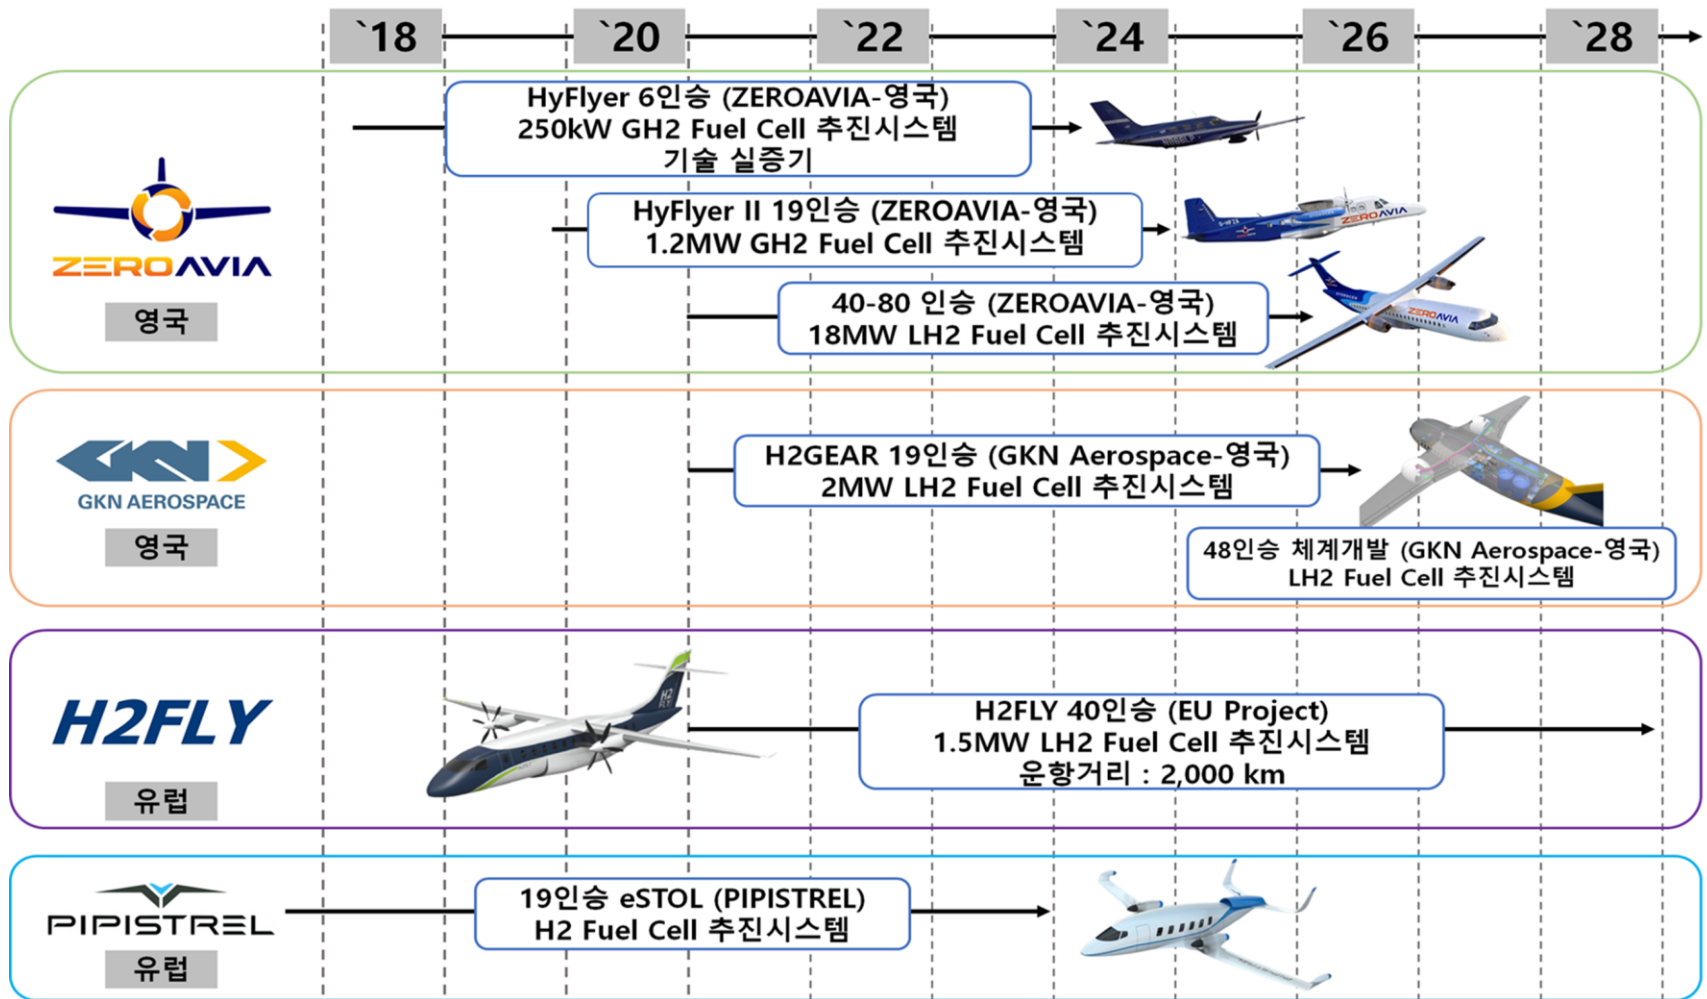 `18 `20 `22 `24 `26 `28
HyFlyer 6인승 (ZEROAVIA-영국)
250kW GH2 Fuel Cell 추진시스템
기술 실증기
HyFlyer II 19인승 (ZEROAVIA-영국)
1.2MW GH2 Fuel Cell 추진시스템
ZEROAVIA
ZEROAVIA
영국
40-80 인승 (ZEROAVIA-영국)
18MW LH2 Fuel Cell 추진시스템
ZEROAVIA
GKN
GKN AEROSPACE
영국
H2GEAR 19인승 (GKN Aerospace-영국)
2MW LH2 Fuel Cell 추진시스템
48인승 체계개발 (GKN Aerospace-영국)
LH2 Fuel Cell 추진시스템
H2FLY
유럽
H2
FLY
H2FLY 40인승 (EU Project)
1.5MW LH2 Fuel Cell 추진시스템
운항거리 : 2,000 km
PIPISTREL
유럽
19인승 eSTOL (PIPISTREL)
H2 Fuel Cell 추진시스템